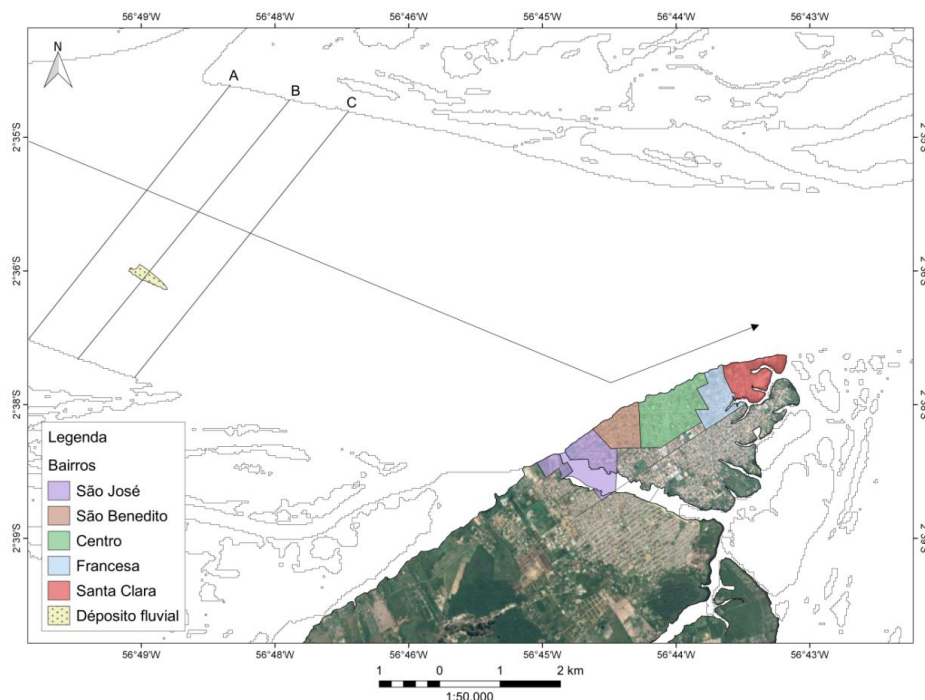 56°49'W 56°48'W 56°46'W 56°45'W 56°44'W 56°43'W
N
A
B
C
2°35'S
2°36'S
2°38'S
2°39'S
Legenda
Bairros
São José
São Benedito
Centro
Francesa
Santa Clara
Déposito fluvial
56°49'W 56°48'W 56°46'W 56°45'W 56°44'W 56°43'W
1 0 1 2 km
1:50.000